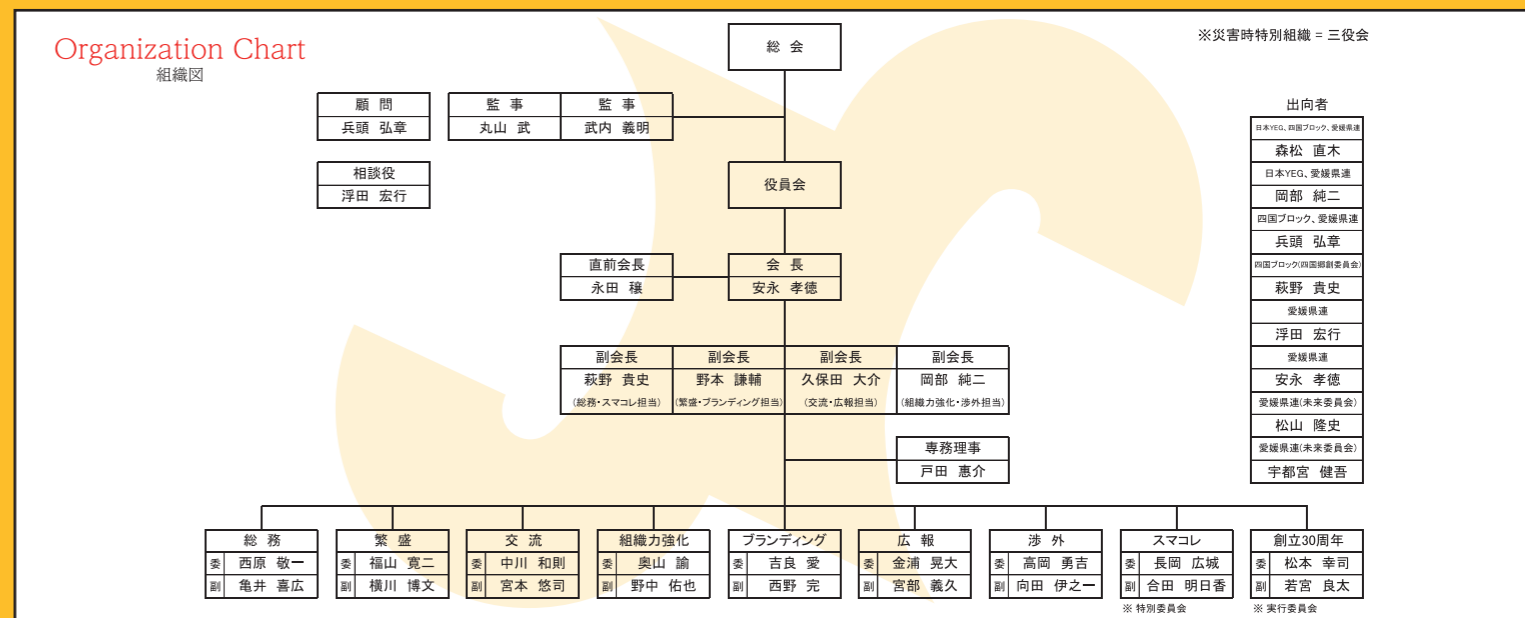 Organization Chart
組織図
※災害時特別組織 = 三役会
総 会
顧 問
兵頭 弘章
監 事
丸山 武
監 事
武内 義明
相談役
浮田 宏行
役員会
直前会長
永田 穣
会 長
安永 孝徳
副会長
萩野 貴史
(総務・スマコレ担当)
副会長
野本 謙輔
(繁盛・ブランディング担当)
副会長
久保田 大介
(交流・広報担当)
副会長
岡部 純二
(組織力強化・渉外担当)
専務理事
戸田 惠介
総 務
委 西原 敬一
副 亀井 喜広
繁 盛
委 福山 寛二
副 横川 博文
交 流
委 中川 和則
副 宮本 悠司
組織力強化
委 奥山 諭
副 野中 佑也
ブランディング
委 吉良 愛
副 西野 完
広 報
委 金浦 晃大
副 宮部 義久
渉 外
委 高岡 勇吉
副 向田 伊之一
スマコレ
委 長岡 広城
副 合田 明日香
※ 特別委員会
創立30周年
委 松本 幸司
副 若宮 良太
※ 実行委員会
出向者
日本YEG、四国ブロック、愛媛県連
森松 直木
日本YEG、愛媛県連
岡部 純二
四国ブロック、愛媛県連
兵頭 弘章
四国ブロック(四国郷創委員会)
萩野 貴史
愛媛県連
浮田 宏行
愛媛県連
安永 孝徳
愛媛県連(未来委員会)
松山 隆史
愛媛県連(未来委員会)
宇都宮 健吾